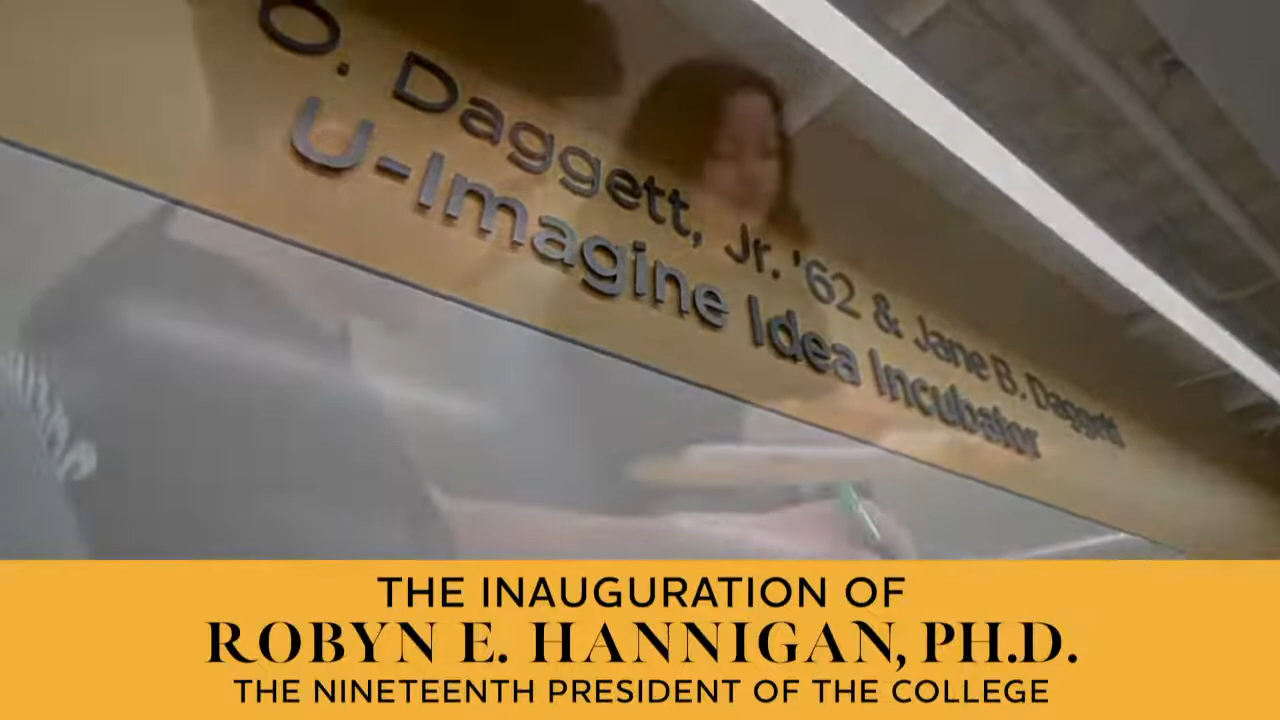 O. Daggett, Jr. '62 & Jane B. Daggett
U-Imagine Idea Incubator
THE INAUGURATION OF
ROBYN E. HANNIGAN, PH.D.
THE NINETEENTH PRESIDENT OF THE COLLEGE